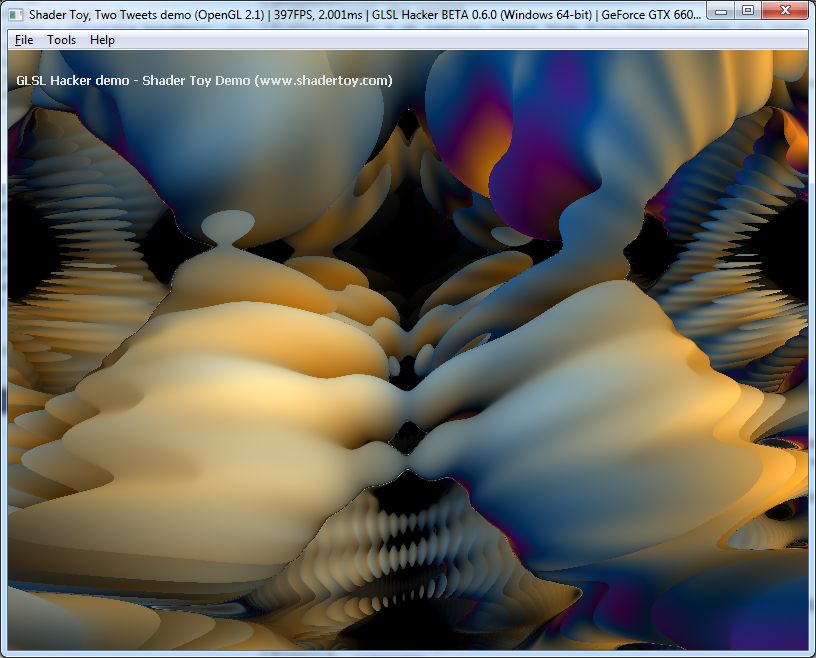 Shader Toy, Two Tweets demo (OpenGL 2.1) | 397FPS, 2.001ms | GLSL Hacker BETA 0.6.0 (Windows 64-bit) | GeForce GTX 660...
File Tools Help
GLSL Hacker demo - Shader Toy Demo (www.shadertoy.com)